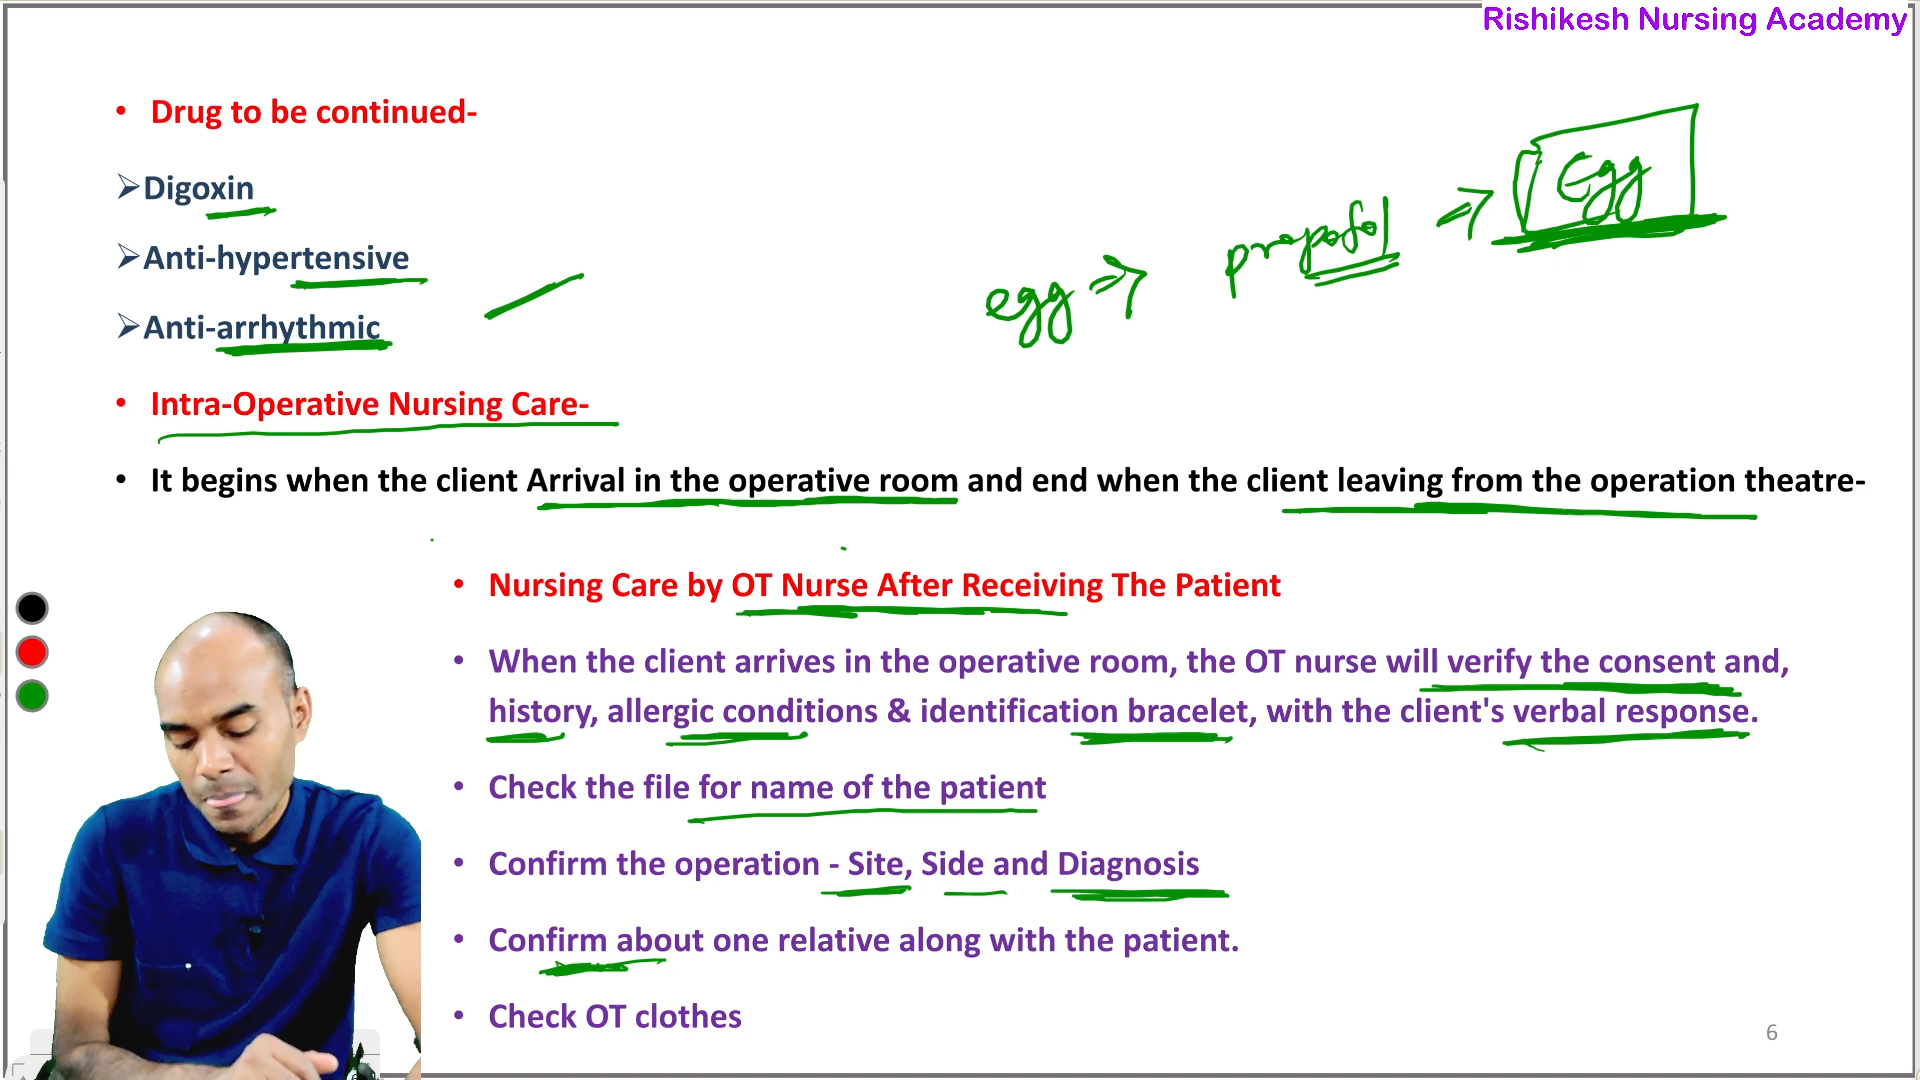 Rishikesh Nursing Academy
• Drug to be continued-
➢Digoxin
➢Anti-hypertensive
➢Anti-arrhythmic
egg ⇒ propofol ⇒ Egg
• Intra-Operative Nursing Care-
• It begins when the client Arrival in the operative room and end when the client leaving from the operation theatre-
• Nursing Care by OT Nurse After Receiving The Patient
• When the client arrives in the operative room, the OT nurse will verify the consent and,
history, allergic conditions & identification bracelet, with the client's verbal response.
• Check the file for name of the patient
• Confirm the operation - Site, Side and Diagnosis
• Confirm about one relative along with the patient.
• Check OT clothes
6